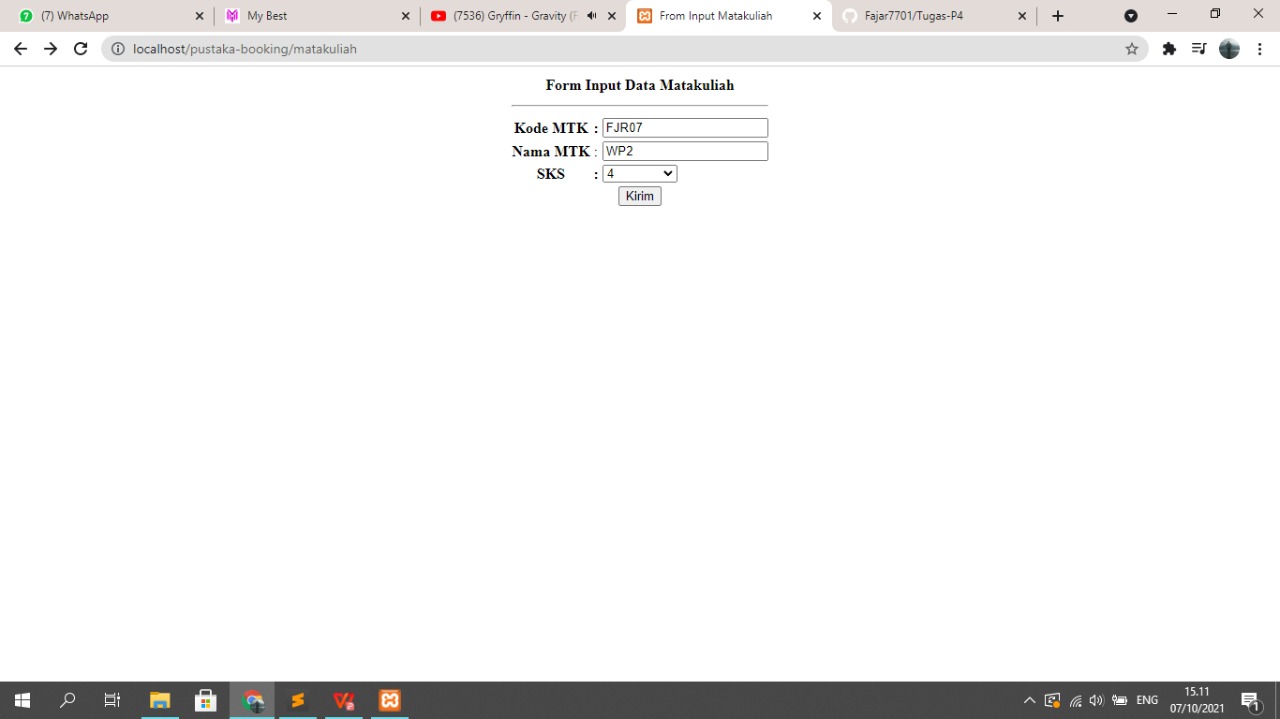 7 (7) WhatsApp
My Best
(7536) Gryffin - Gravity (F
From Input Matakuliah
Fajar7701/Tugas-P4
localhost/pustaka-booking/matakuliah
Form Input Data Matakuliah
Kode MTK : FJR07
Nama MTK : WP2
SKS : 4
Kirim
ENG
15.11
07/10/2021
1